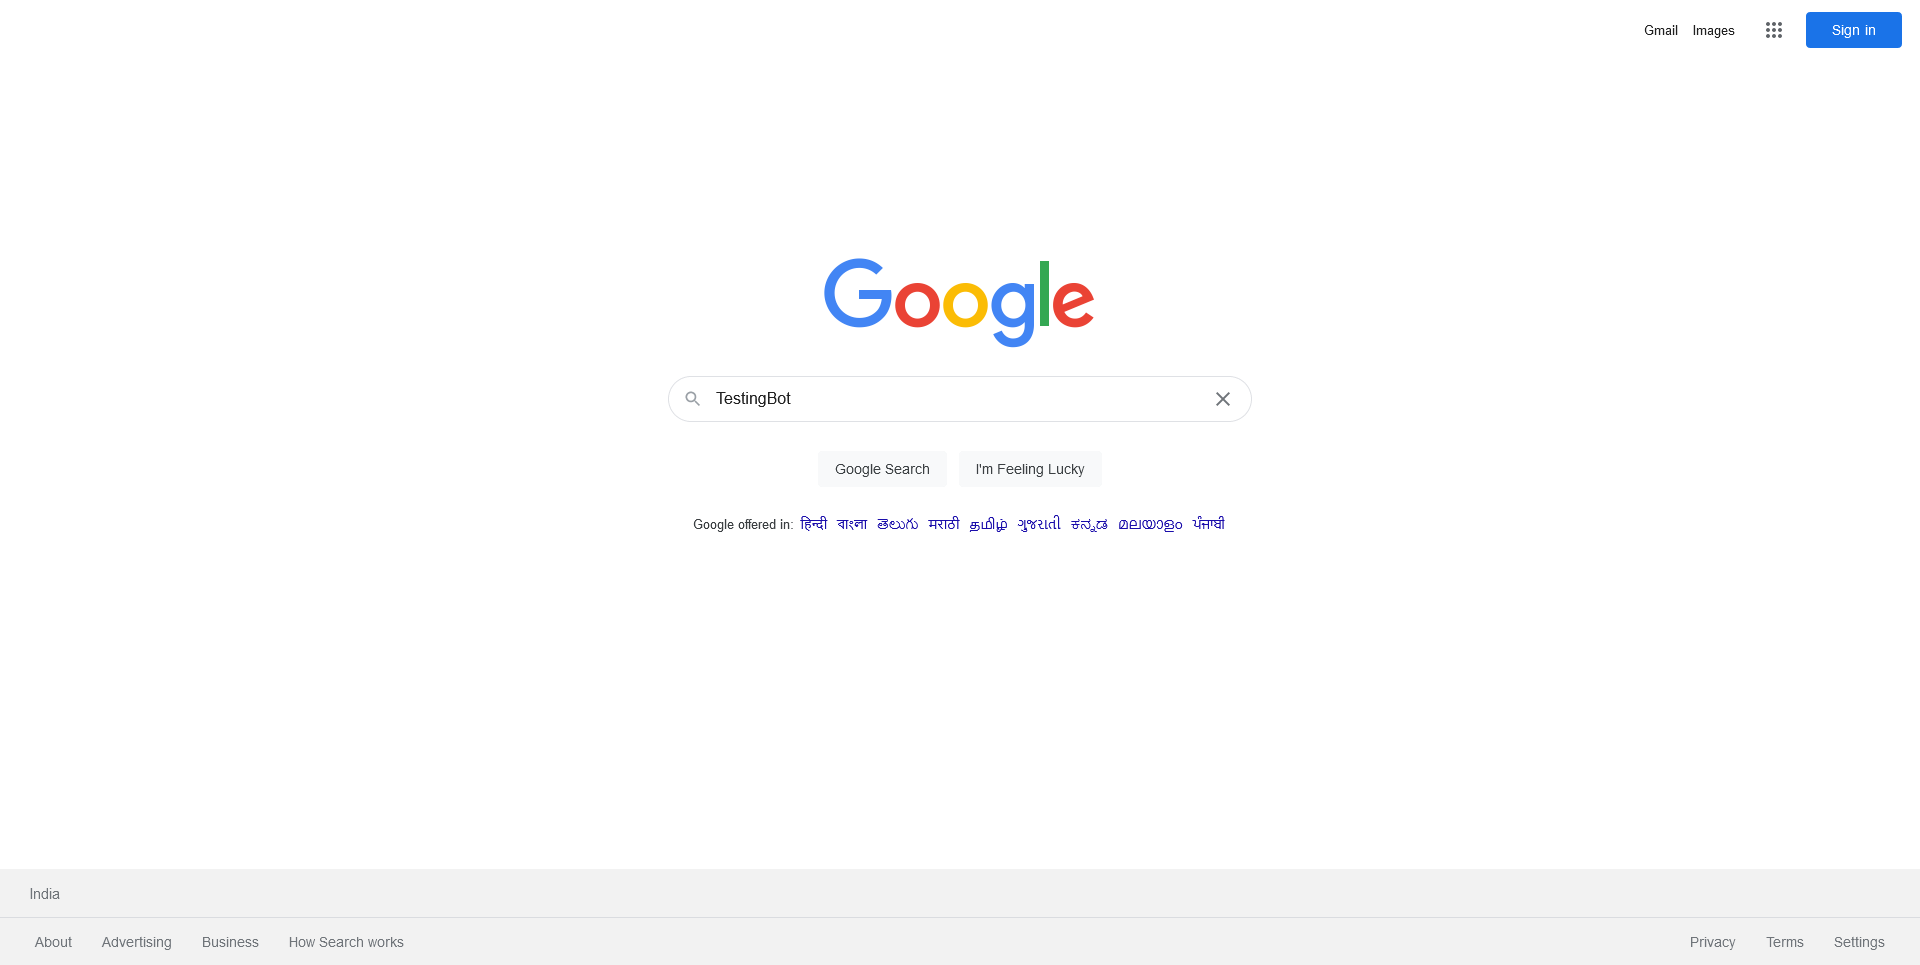 Gmail Images Sign in
Google
TestingBot
Google Search I'm Feeling Lucky
Google offered in: हिन्दी বাংলা తెలుగు मराठी தமிழ் ગુજરાતી ಕನ್ನಡ മലയാളം ਪੰਜਾਬੀ
India
About Advertising Business How Search works Privacy Terms Settings